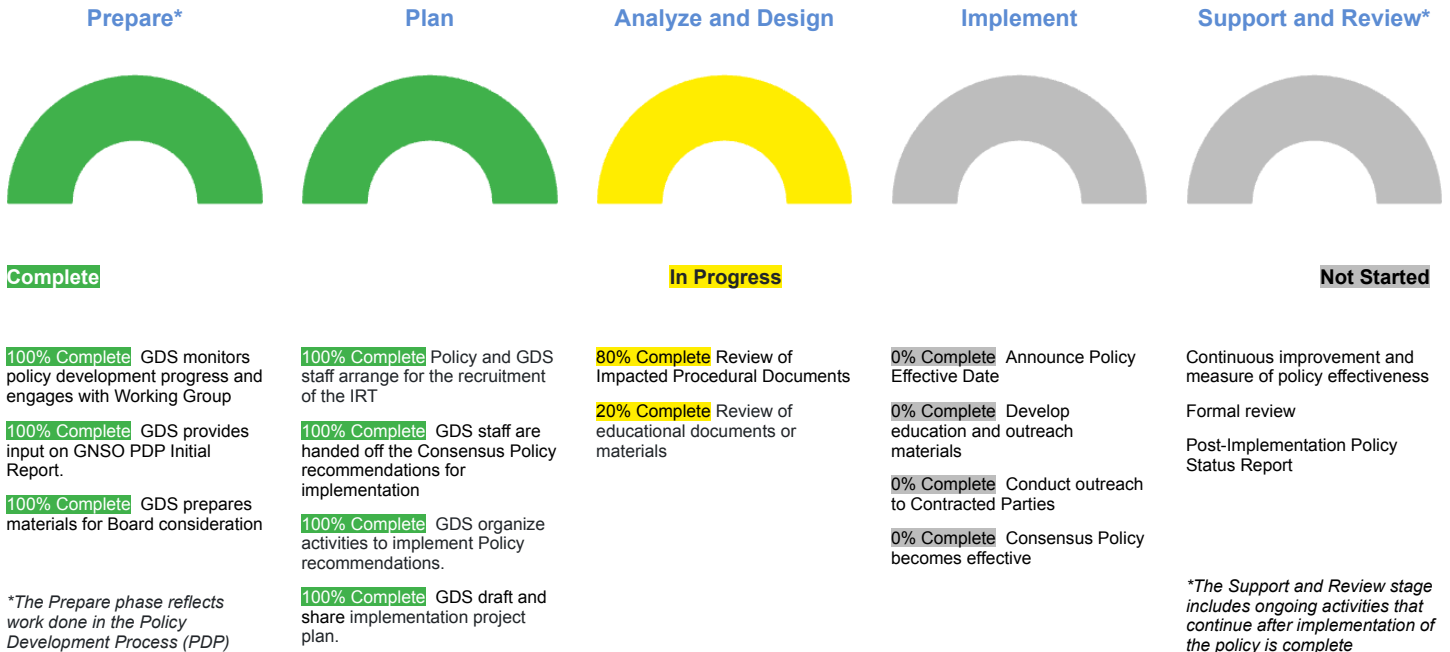 Prepare*
Plan
Analyze and Design
Implement
Support and Review*
Complete
In Progress
Not Started
100% Complete GDS monitors
policy development progress and
engages with Working Group
100% Complete GDS provides
input on GNSO PDP Initial
Report.
100% Complete GDS prepares
materials for Board consideration
*The Prepare phase reflects
work done in the Policy
Development Process (PDP)
100% Complete Policy and GDS
staff arrange for the recruitment
of the IRT
100% Complete GDS staff are
handed off the Consensus Policy
recommendations for
implementation
100% Complete GDS organize
activities to implement Policy
recommendations.
100% Complete GDS draft and
share implementation project
plan.
80% Complete Review of
Impacted Procedural Documents
20% Complete Review of
educational documents or
materials
0% Complete Announce Policy
Effective Date
0% Complete Develop
education and outreach
materials
0% Complete Conduct outreach
to Contracted Parties
0% Complete Consensus Policy
becomes effective
Continuous improvement and
measure of policy effectiveness
Formal review
Post-Implementation Policy
Status Report
*The Support and Review stage
includes ongoing activities that
continue after implementation of
the policy is complete